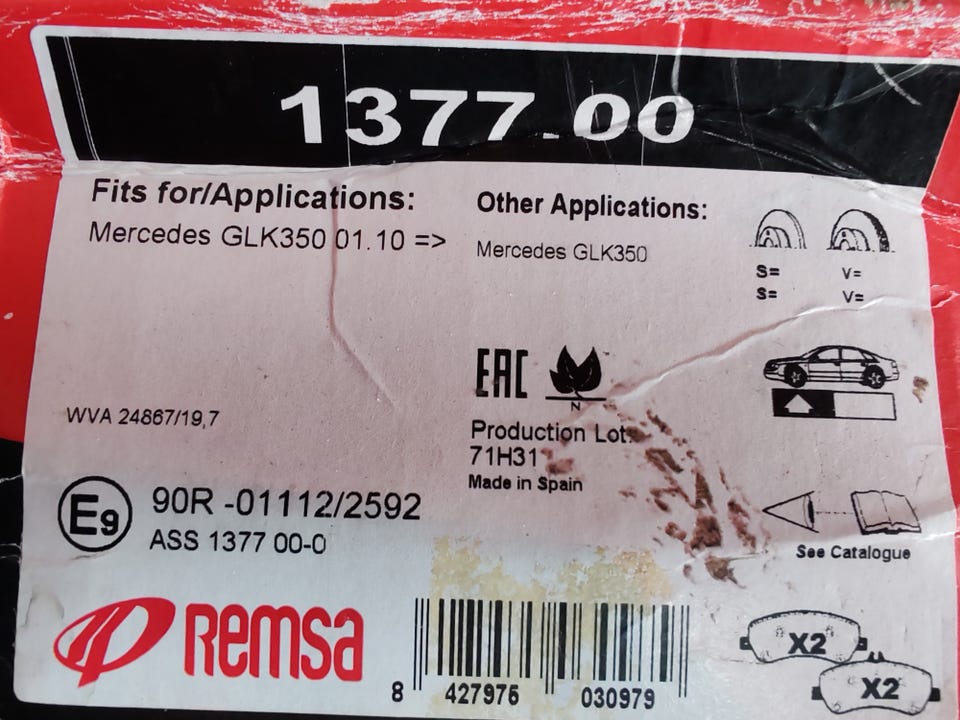 1377.00
Fits for/Applications:
Mercedes GLK350 01.10 =>
Other Applications:
Mercedes GLK350
S= V=
S= V=
EAC
N
WVA 24867/19,7
Production Lot:
71H31
Made in Spain
E9
90R -01112/2592
ASS 1377 00-0
See Catalogue
REMSA
8 427975 030979
X2
X2